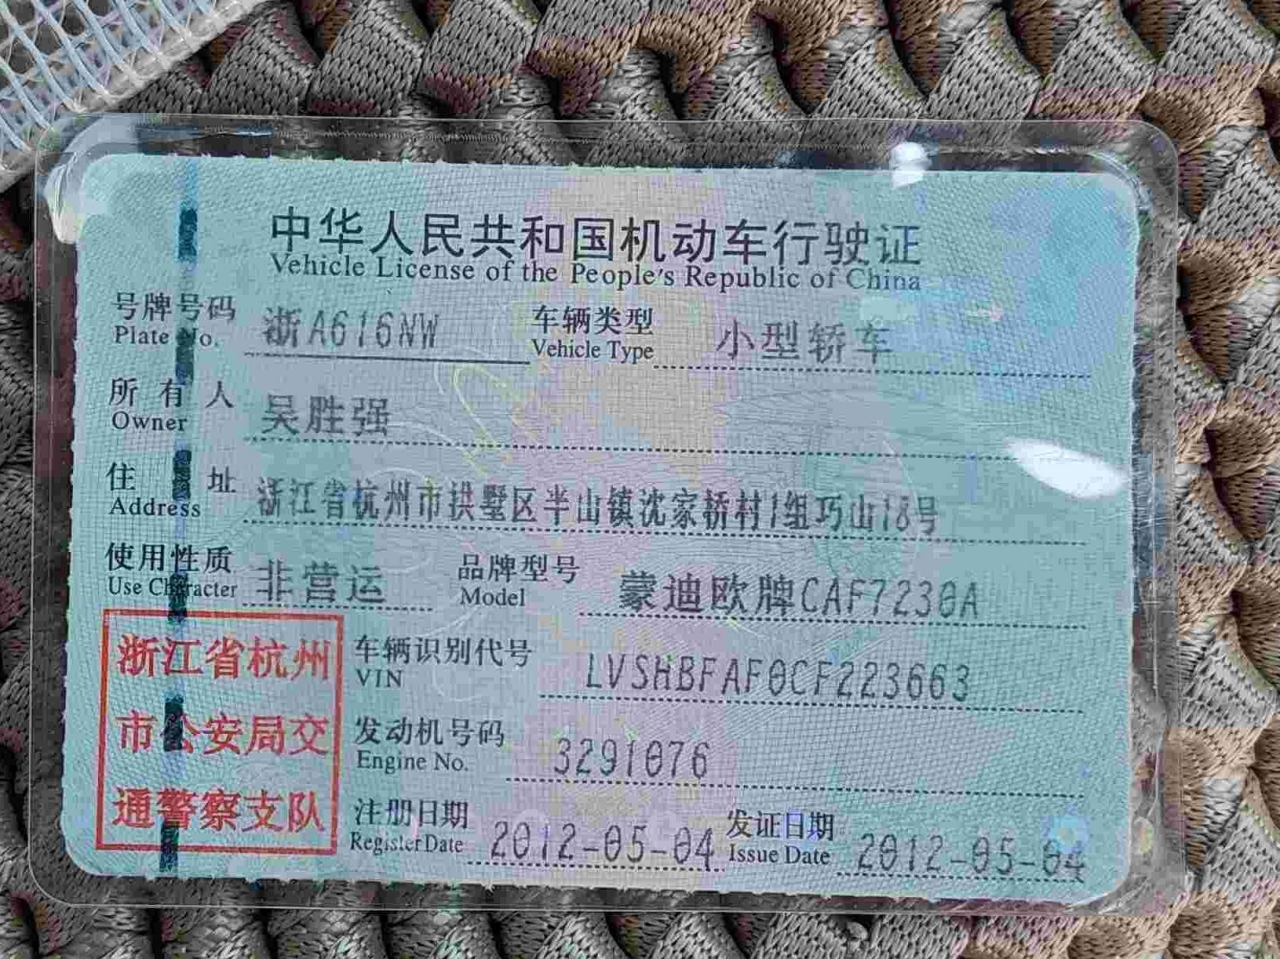 中华人民共和国机动车行驶证
Vehicle License of the People's Republic of China
号牌号码 浙A616NW 车辆类型 小型轿车
Plate No. Vehicle Type
所有人 吴胜强
Owner
住址 浙江省杭州市拱墅区半山镇沈家桥村1组巧山18号
Address
使用性质 非营运 品牌型号 蒙迪欧牌CAF7230A
Use Character Model
浙江省杭州 车辆识别代号 LVSHBFAF0CF223663
VIN
市公安局交 发动机号码 3291076
Engine No.
通警察支队 注册日期 2012-05-04 发证日期 2012-05-04
Register Date Issue Date